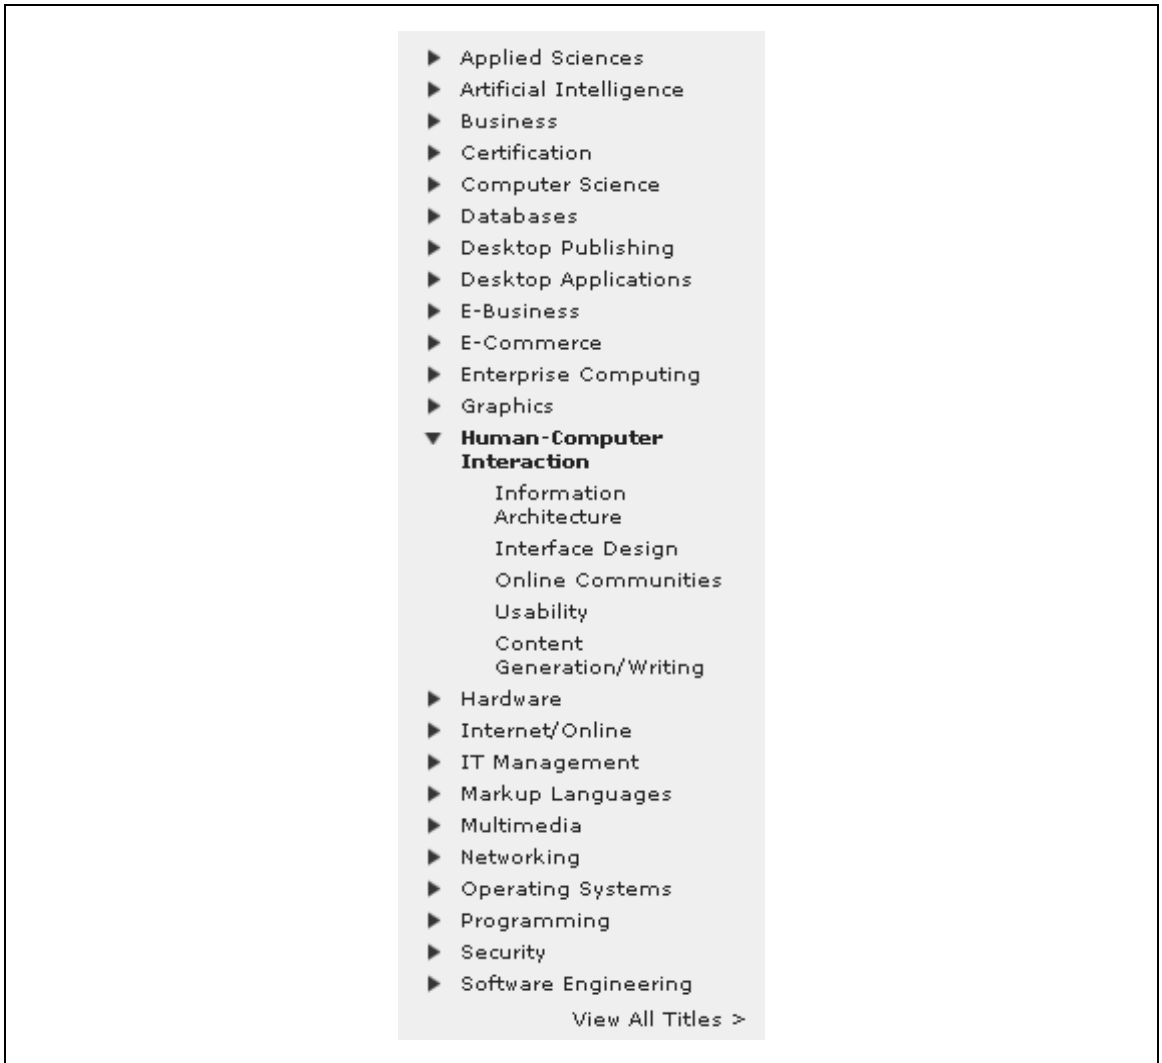 Applied Sciences
Artificial Intelligence
Business
Certification
Computer Science
Databases
Desktop Publishing
Desktop Applications
E-Business
E-Commerce
Enterprise Computing
Graphics
Human-Computer
Interaction
Information
Architecture
Interface Design
Online Communities
Usability
Content
Generation/Writing
Hardware
Internet/Online
IT Management
Markup Languages
Multimedia
Networking
Operating Systems
Programming
Security
Software Engineering
View All Titles >